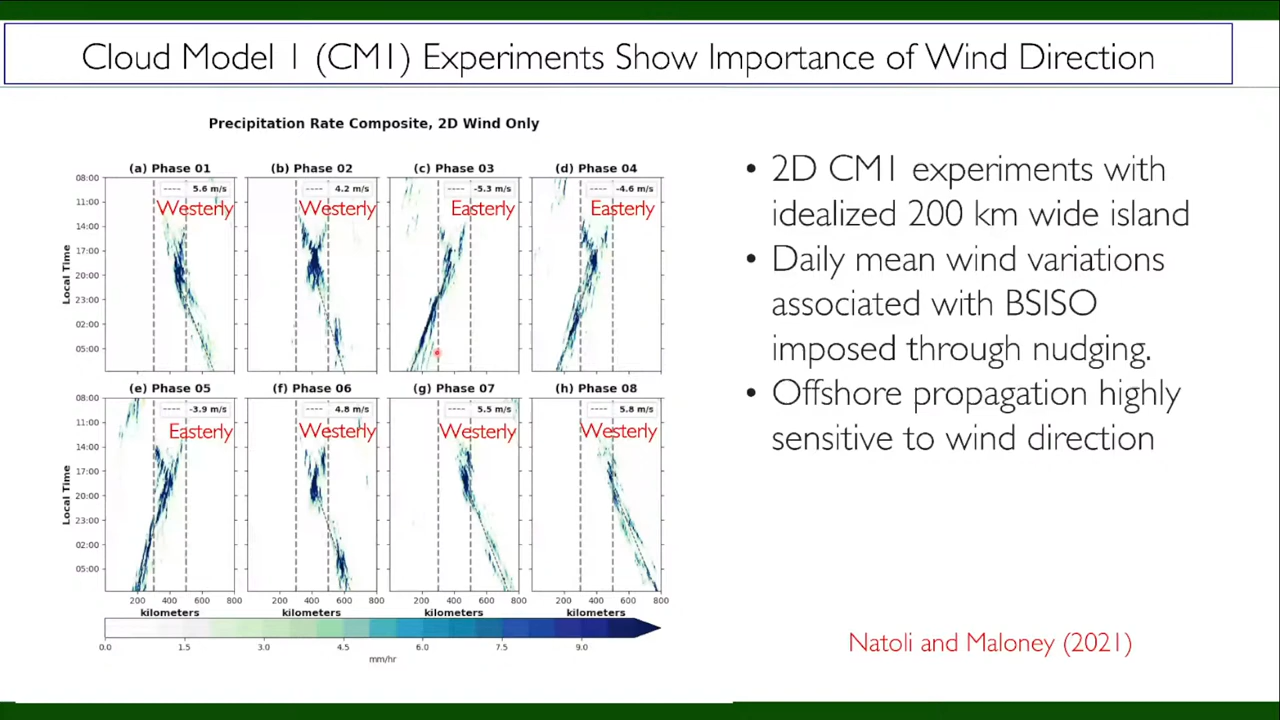 Cloud Model 1 (CM1) Experiments Show Importance of Wind Direction
Precipitation Rate Composite, 2D Wind Only
(a) Phase 01
(b) Phase 02
(c) Phase 03
(d) Phase 04
5.6 m/s
4.2 m/s
-5.3 m/s
-4.6 m/s
Westerly
Westerly
Easterly
Easterly
08:00
11:00
14:00
17:00
20:00
23:00
02:00
05:00
Local Time
(e) Phase 05
(f) Phase 06
(g) Phase 07
(h) Phase 08
-3.9 m/s
4.8 m/s
5.5 m/s
5.8 m/s
Easterly
Westerly
Westerly
Westerly
08:00
11:00
14:00
17:00
20:00
23:00
02:00
05:00
Local Time
200 400 600 800
200 400 600 800
200 400 600 800
200 400 600 800
kilometers
kilometers
kilometers
kilometers
0.0 1.5 3.0 4.5 6.0 7.5 9.0
mm/hr
• 2D CM1 experiments with
idealized 200 km wide island
• Daily mean wind variations
associated with BSISO
imposed through nudging.
• Offshore propagation highly
sensitive to wind direction
Natoli and Maloney (2021)